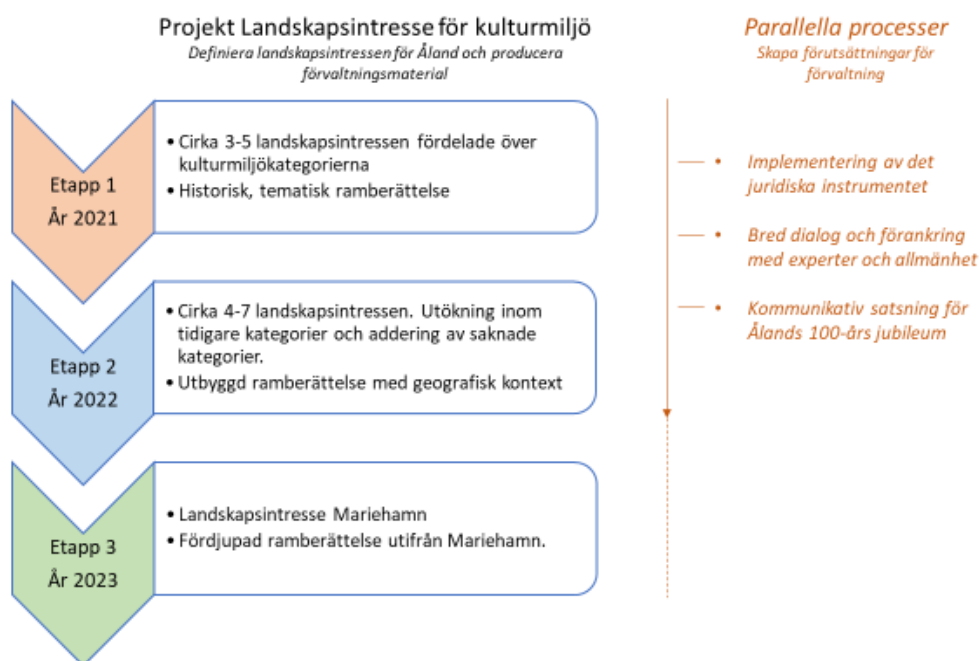 Projekt Landskapsintresse för kulturmiljö
Definiera landskapsintressen för Åland och producera
förvaltningsmaterial
Parallella processer
Skapa förutsättningar för
förvaltning
Etapp 1
År 2021
• Cirka 3-5 landskapsintressen fördelade över
kulturmiljökategorierna
• Historisk, tematisk ramberättelse
Etapp 2
År 2022
• Cirka 4-7 landskapsintressen. Utökning inom
tidigare kategorier och addering av saknade
kategorier.
• Utbyggd ramberättelse med geografisk kontext
Etapp 3
År 2023
• Landskapsintresse Mariehamn
• Fördjupad ramberättelse utifrån Mariehamn.
• Implementering av det
juridiska instrumentet
• Bred dialog och förankring
med experter och allmänhet
• Kommunikativ satsning för
Ålands 100-års jubileum